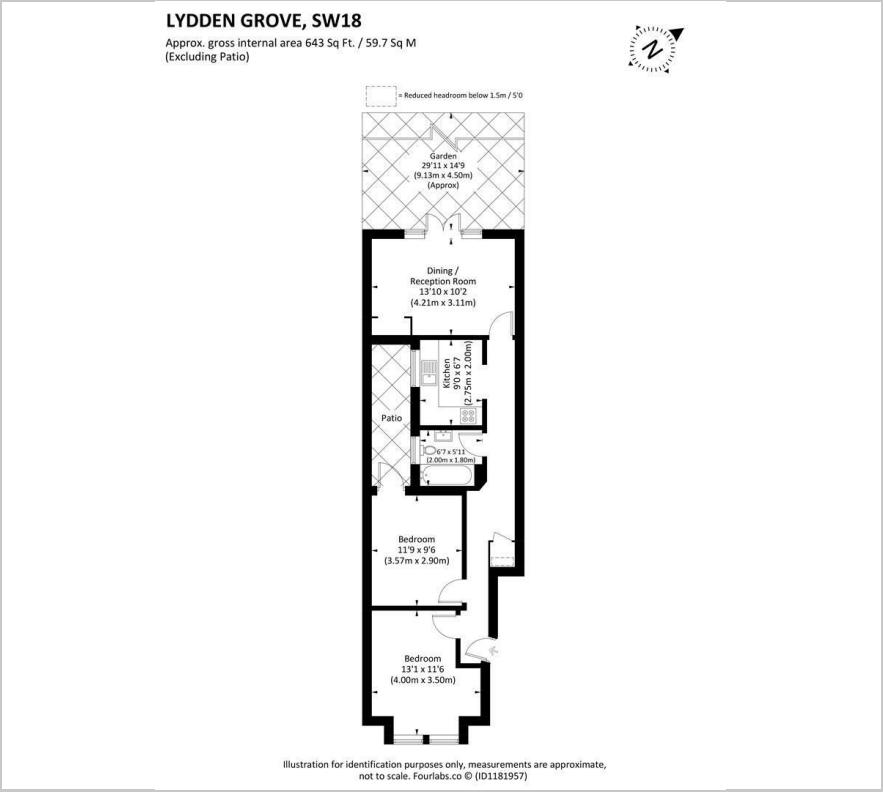 LYDDEN GROVE, SW18
Approx. gross internal area 643 Sq Ft. / 59.7 Sq M
(Excluding Patio)
N
= Reduced headroom below 1.5m / 5'0
Garden
29'11 x 14'9
(9.13m x 4.50m)
(Approx)
Dining /
Reception Room
13'10 x 10'2
(4.21m x 3.11m)
Kitchen
9'0 x 6'7
(2.75m x 2.00m)
Patio
6'7 x 5'11
(2.00m x 1.80m)
Bedroom
11'9 x 9'6
(3.57m x 2.90m)
Bedroom
13'1 x 11'6
(4.00m x 3.50m)
Illustration for identification purposes only, measurements are approximate,
not to scale. Fourlabs.co © (ID1181957)